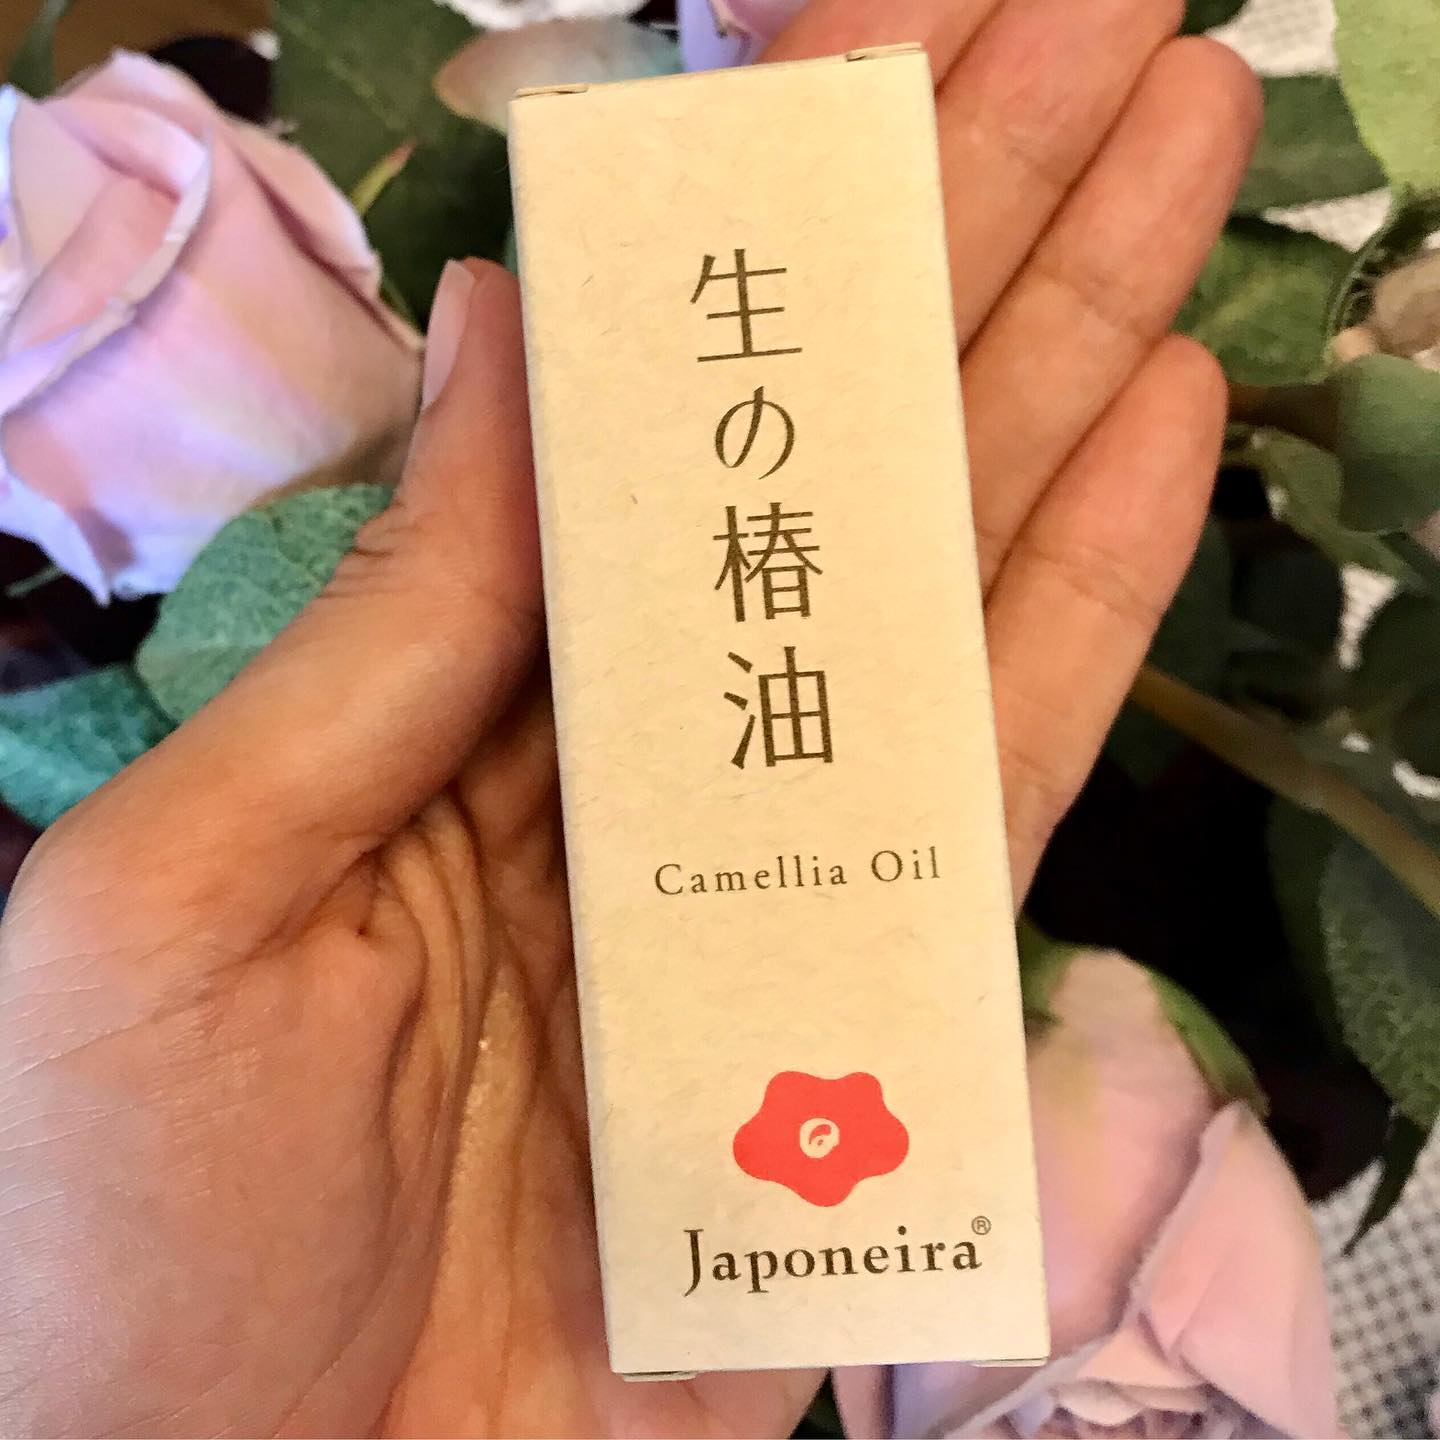 生の椿油
Camellia Oil
Japoneira®